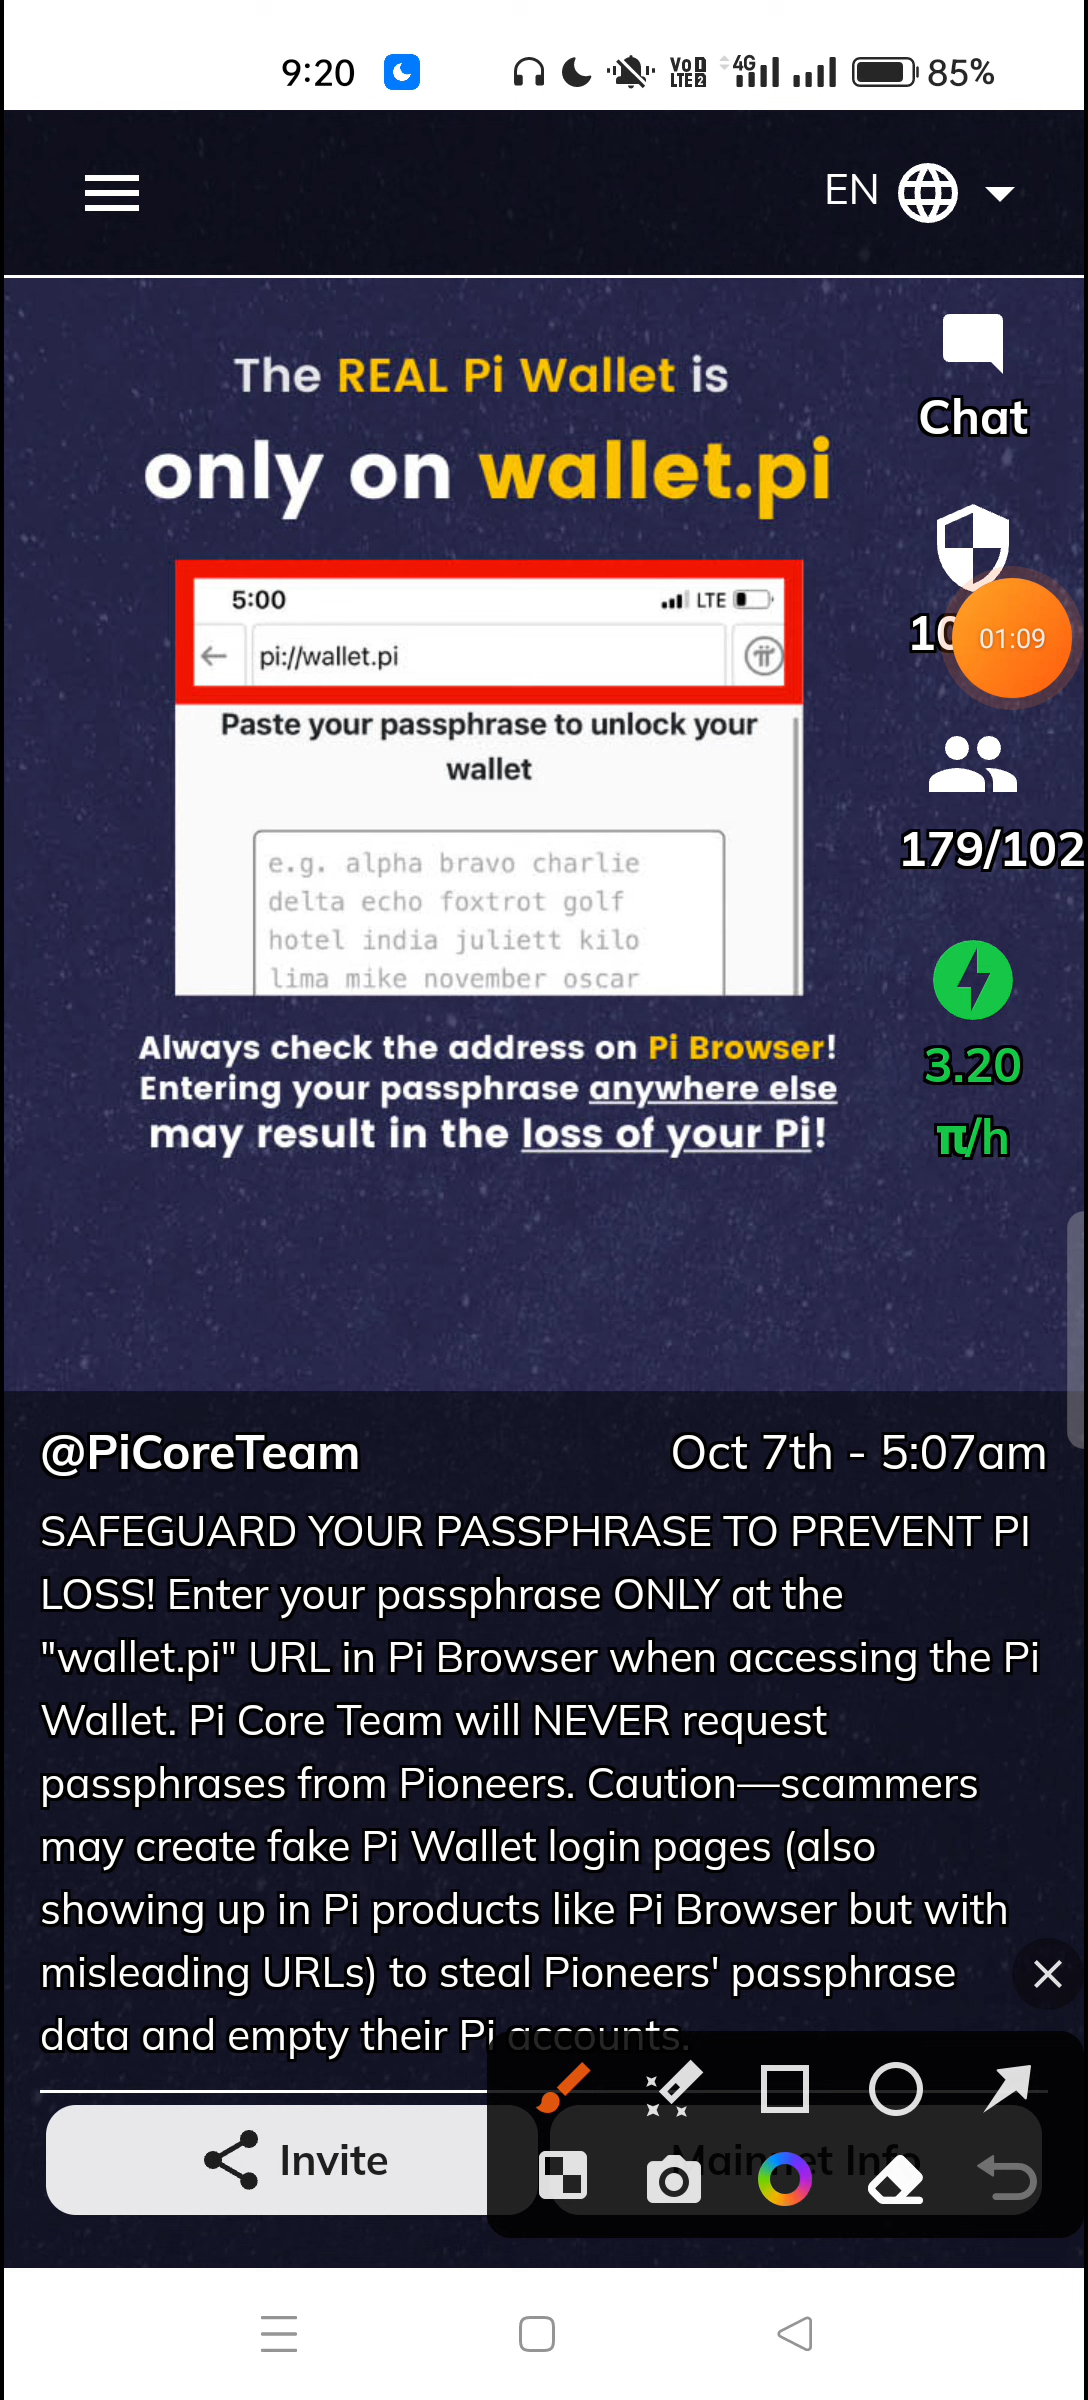 9:20
VoD LTE2 4G 85%
EN
The REAL Pi Wallet is
only on wallet.pi
Chat
5:00 LTE
pi://wallet.pi
10
01:09
Paste your passphrase to unlock your
wallet
179/102
e.g. alpha bravo charlie
delta echo foxtrot golf
hotel india juliett kilo
lima mike november oscar
Always check the address on Pi Browser!
Entering your passphrase anywhere else
may result in the loss of your Pi!
3.20
π/h
@PiCoreTeam Oct 7th - 5:07am
SAFEGUARD YOUR PASSPHRASE TO PREVENT PI
LOSS! Enter your passphrase ONLY at the
"wallet.pi" URL in Pi Browser when accessing the Pi
Wallet. Pi Core Team will NEVER request
passphrases from Pioneers. Caution—scammers
may create fake Pi Wallet login pages (also
showing up in Pi products like Pi Browser but with
misleading URLs) to steal Pioneers' passphrase
data and empty their Pi accounts.
Invite
Mainnet Info